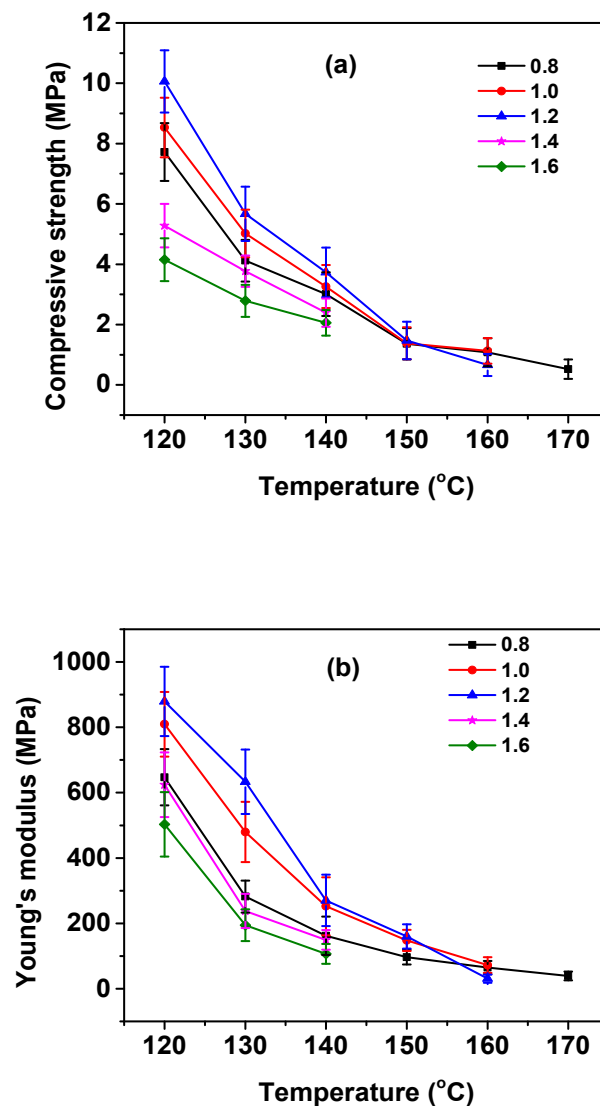 12
10
8
6
4
2
0
Compressive strength (MPa)
(a)
0.8
1.0
1.2
1.4
1.6
120 130 140 150 160 170
Temperature (°C)
1000
800
600
400
200
0
Young's modulus (MPa)
(b)
0.8
1.0
1.2
1.4
1.6
120 130 140 150 160 170
Temperature (°C)